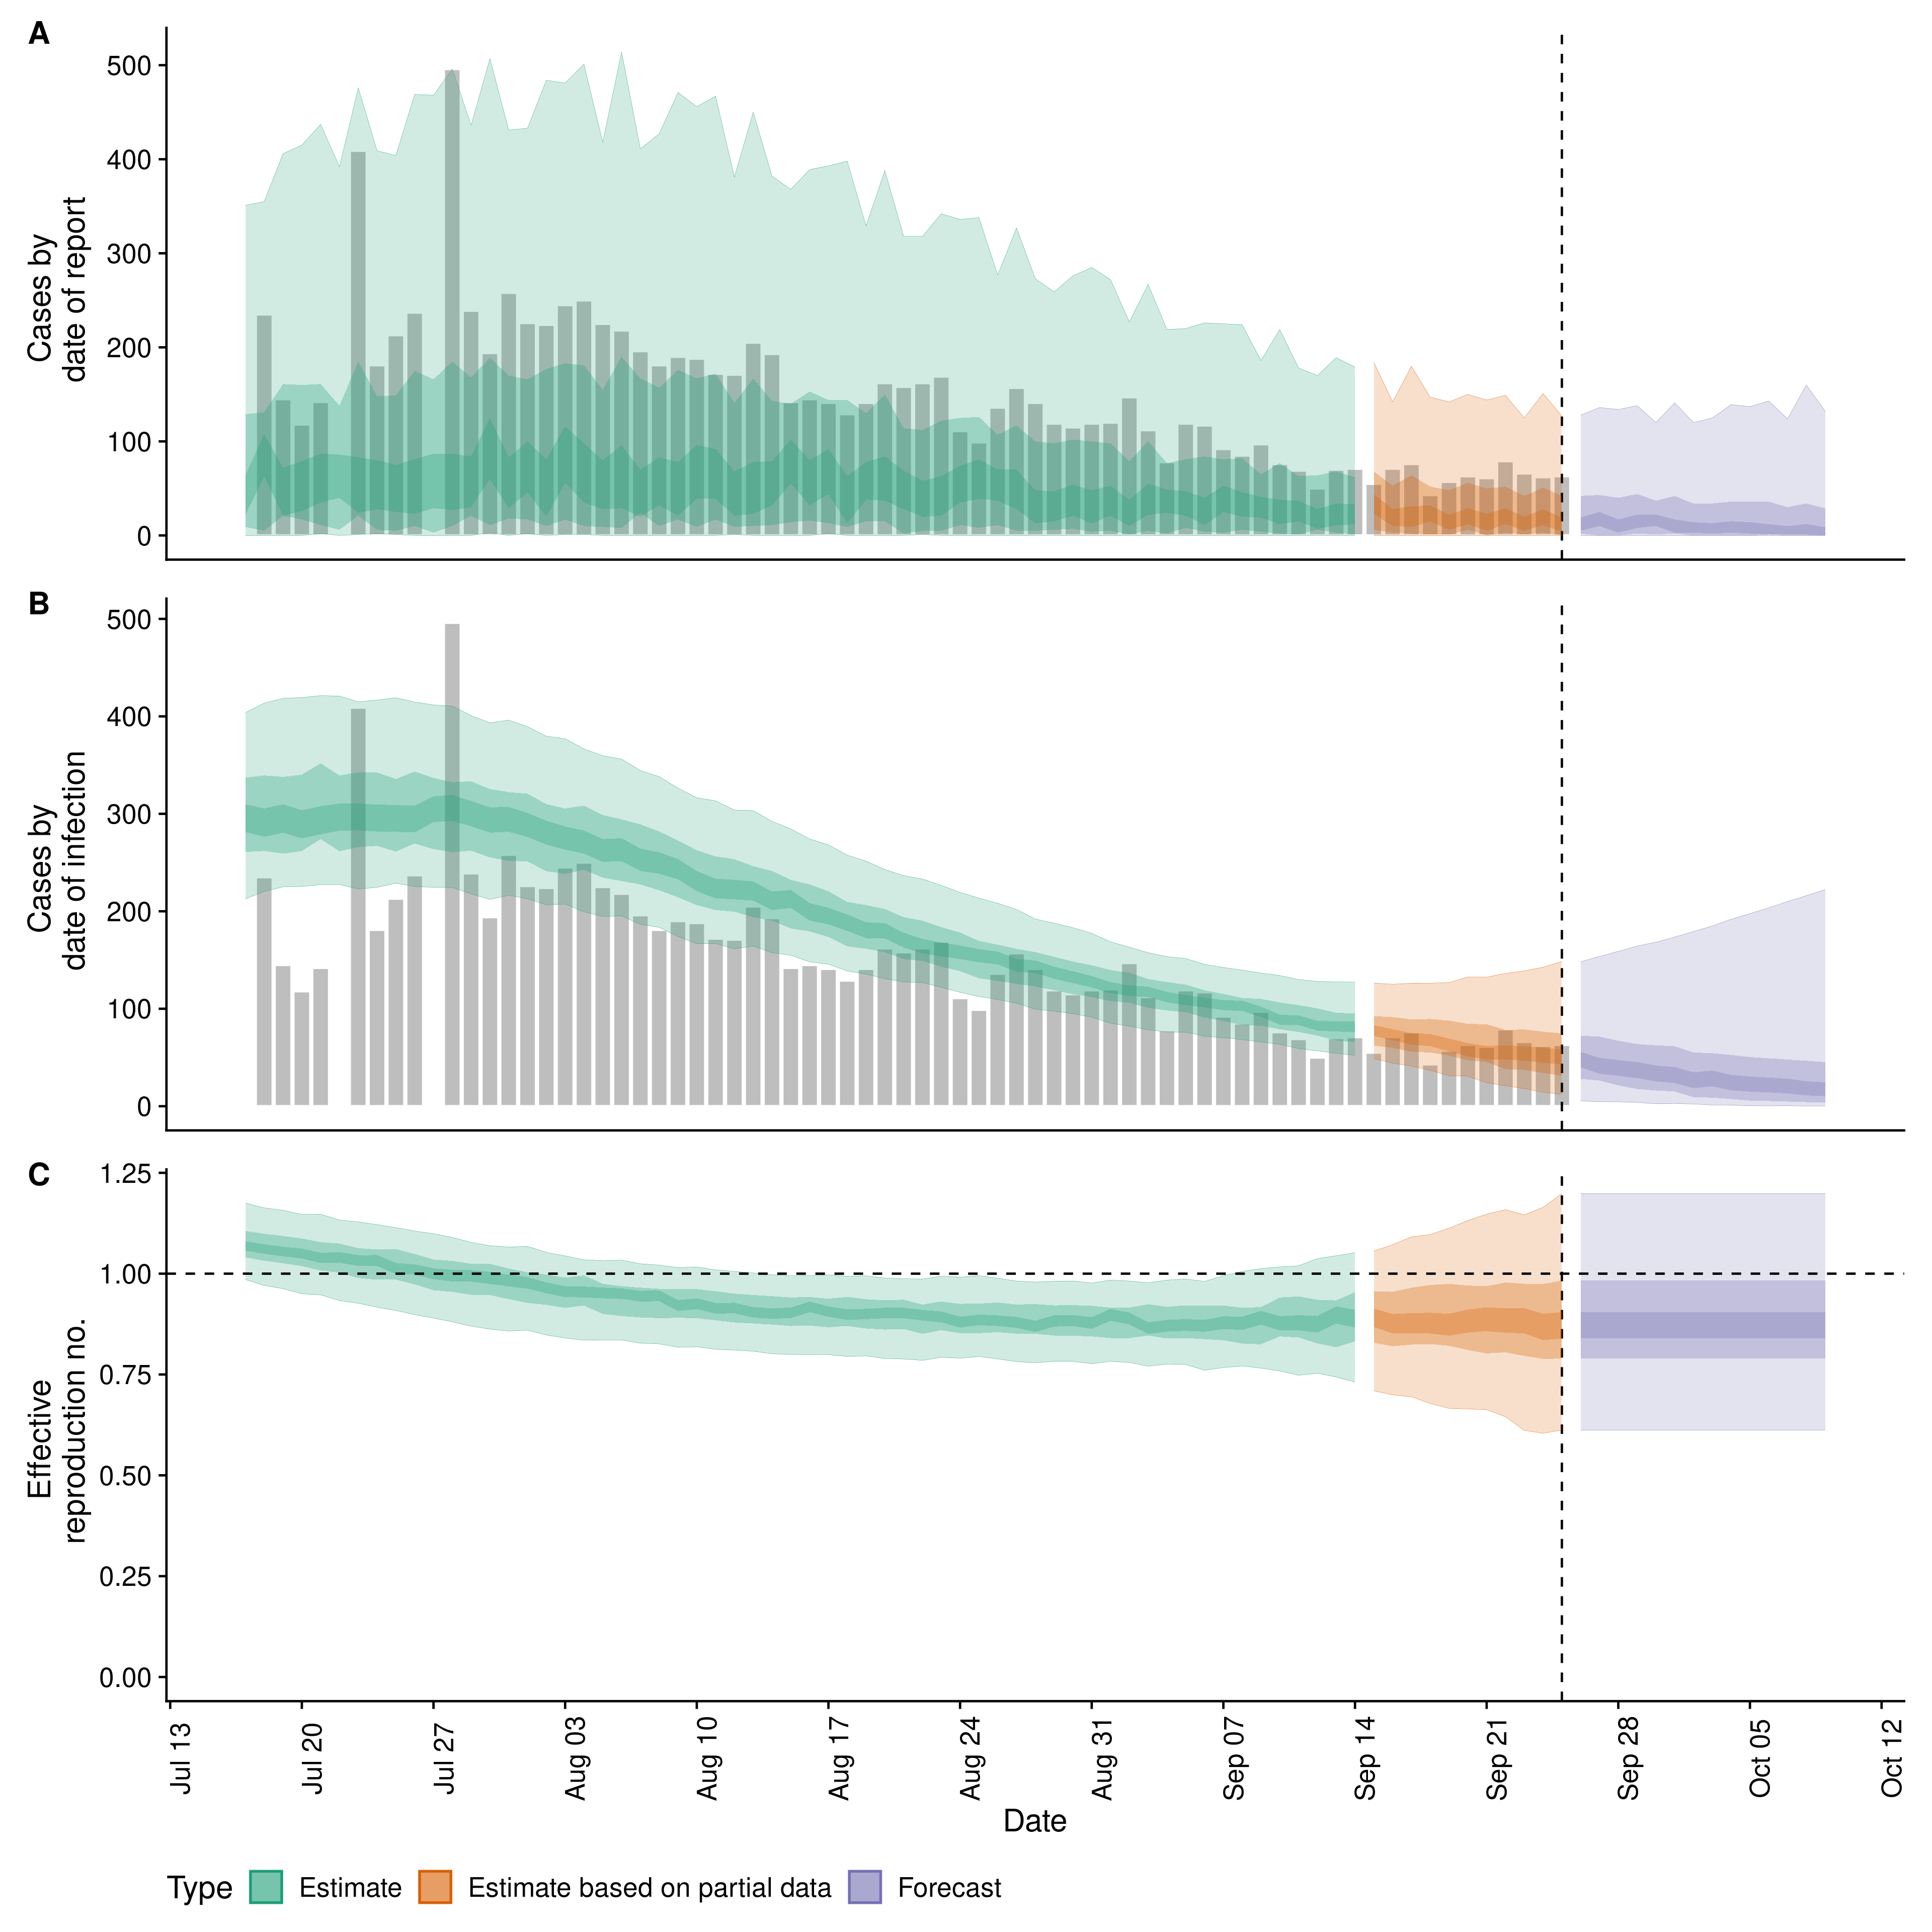 A
500
400
300
200
100
0
Cases by
date of report
B
500
400
300
200
100
0
Cases by
date of infection
C
1.25
1.00
0.75
0.50
0.25
0.00
Effective
reproduction no.
Jul 13
Jul 20
Jul 27
Aug 03
Aug 10
Aug 17
Aug 24
Aug 31
Sep 07
Sep 14
Sep 21
Sep 28
Oct 05
Oct 12
Date
Type Estimate Estimate based on partial data Forecast